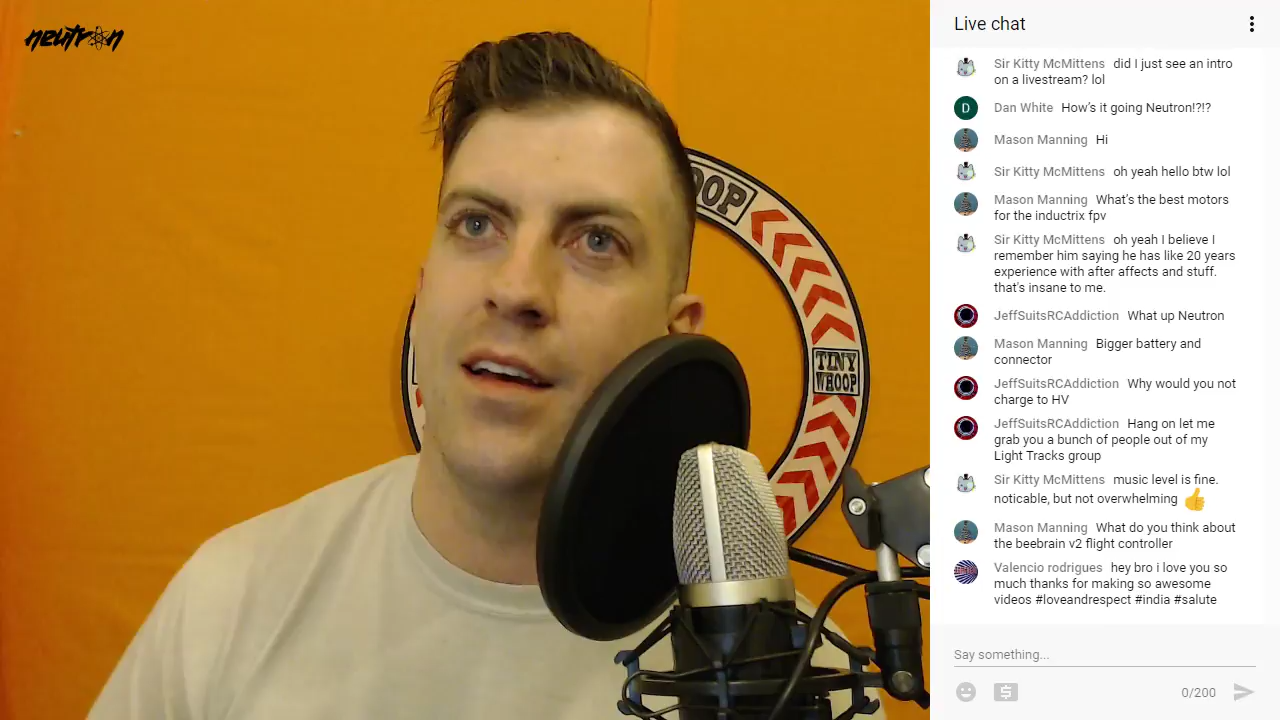 neutron
OOP
TINY
WHOOP
Live chat
Sir Kitty McMittens did I just see an intro
on a livestream? lol
D
Dan White How's it going Neutron!?!?
Mason Manning Hi
Sir Kitty McMittens oh yeah hello btw lol
Mason Manning What's the best motors
for the inductrix fpv
Sir Kitty McMittens oh yeah I believe I
remember him saying he has like 20 years
experience with after affects and stuff.
that's insane to me.
JeffSuitsRCAddiction What up Neutron
Mason Manning Bigger battery and
connector
JeffSuitsRCAddiction Why would you not
charge to HV
JeffSuitsRCAddiction Hang on let me
grab you a bunch of people out of my
Light Tracks group
Sir Kitty McMittens music level is fine.
noticable, but not overwhelming 👍
Mason Manning What do you think about
the beebrain v2 flight controller
Valencio rodrigues hey bro i love you so
much thanks for making so awesome
videos #loveandrespect #india #salute
Say something...
0/200